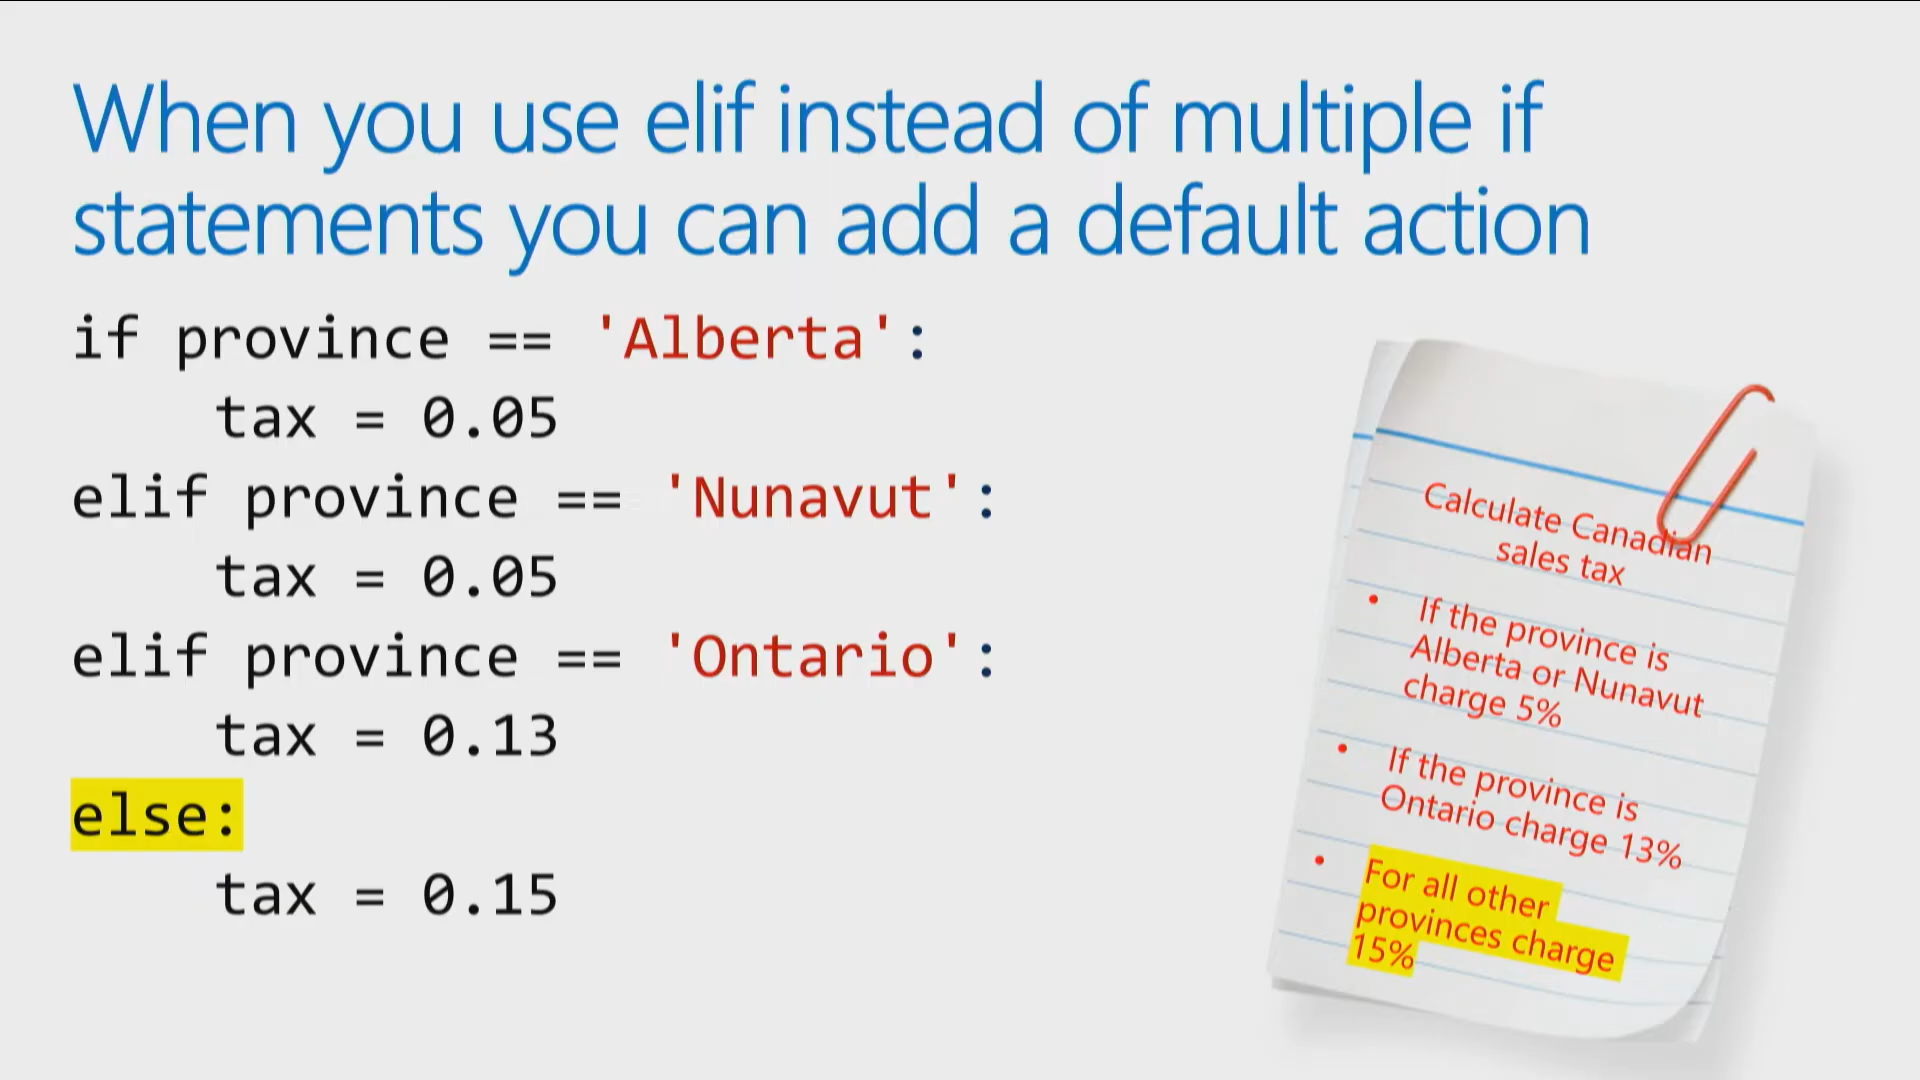 When you use elif instead of multiple if
statements you can add a default action
if province == 'Alberta':
    tax = 0.05
elif province == 'Nunavut':
    tax = 0.05
elif province == 'Ontario':
    tax = 0.13
else:
    tax = 0.15
Calculate Canadian
sales tax
• If the province is
Alberta or Nunavut
charge 5%
• If the province is
Ontario charge 13%
• For all other
provinces charge
15%